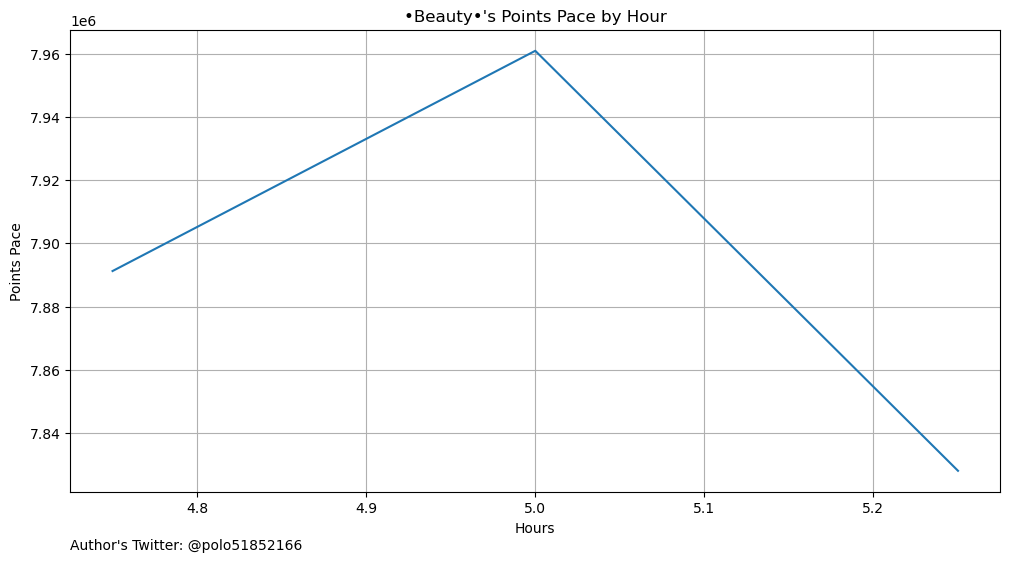 •Beauty•'s Points Pace by Hour
1e6
7.96
7.94
7.92
7.90
7.88
7.86
7.84
Points Pace
4.8 4.9 5.0 5.1 5.2
Hours
Author's Twitter: @polo51852166